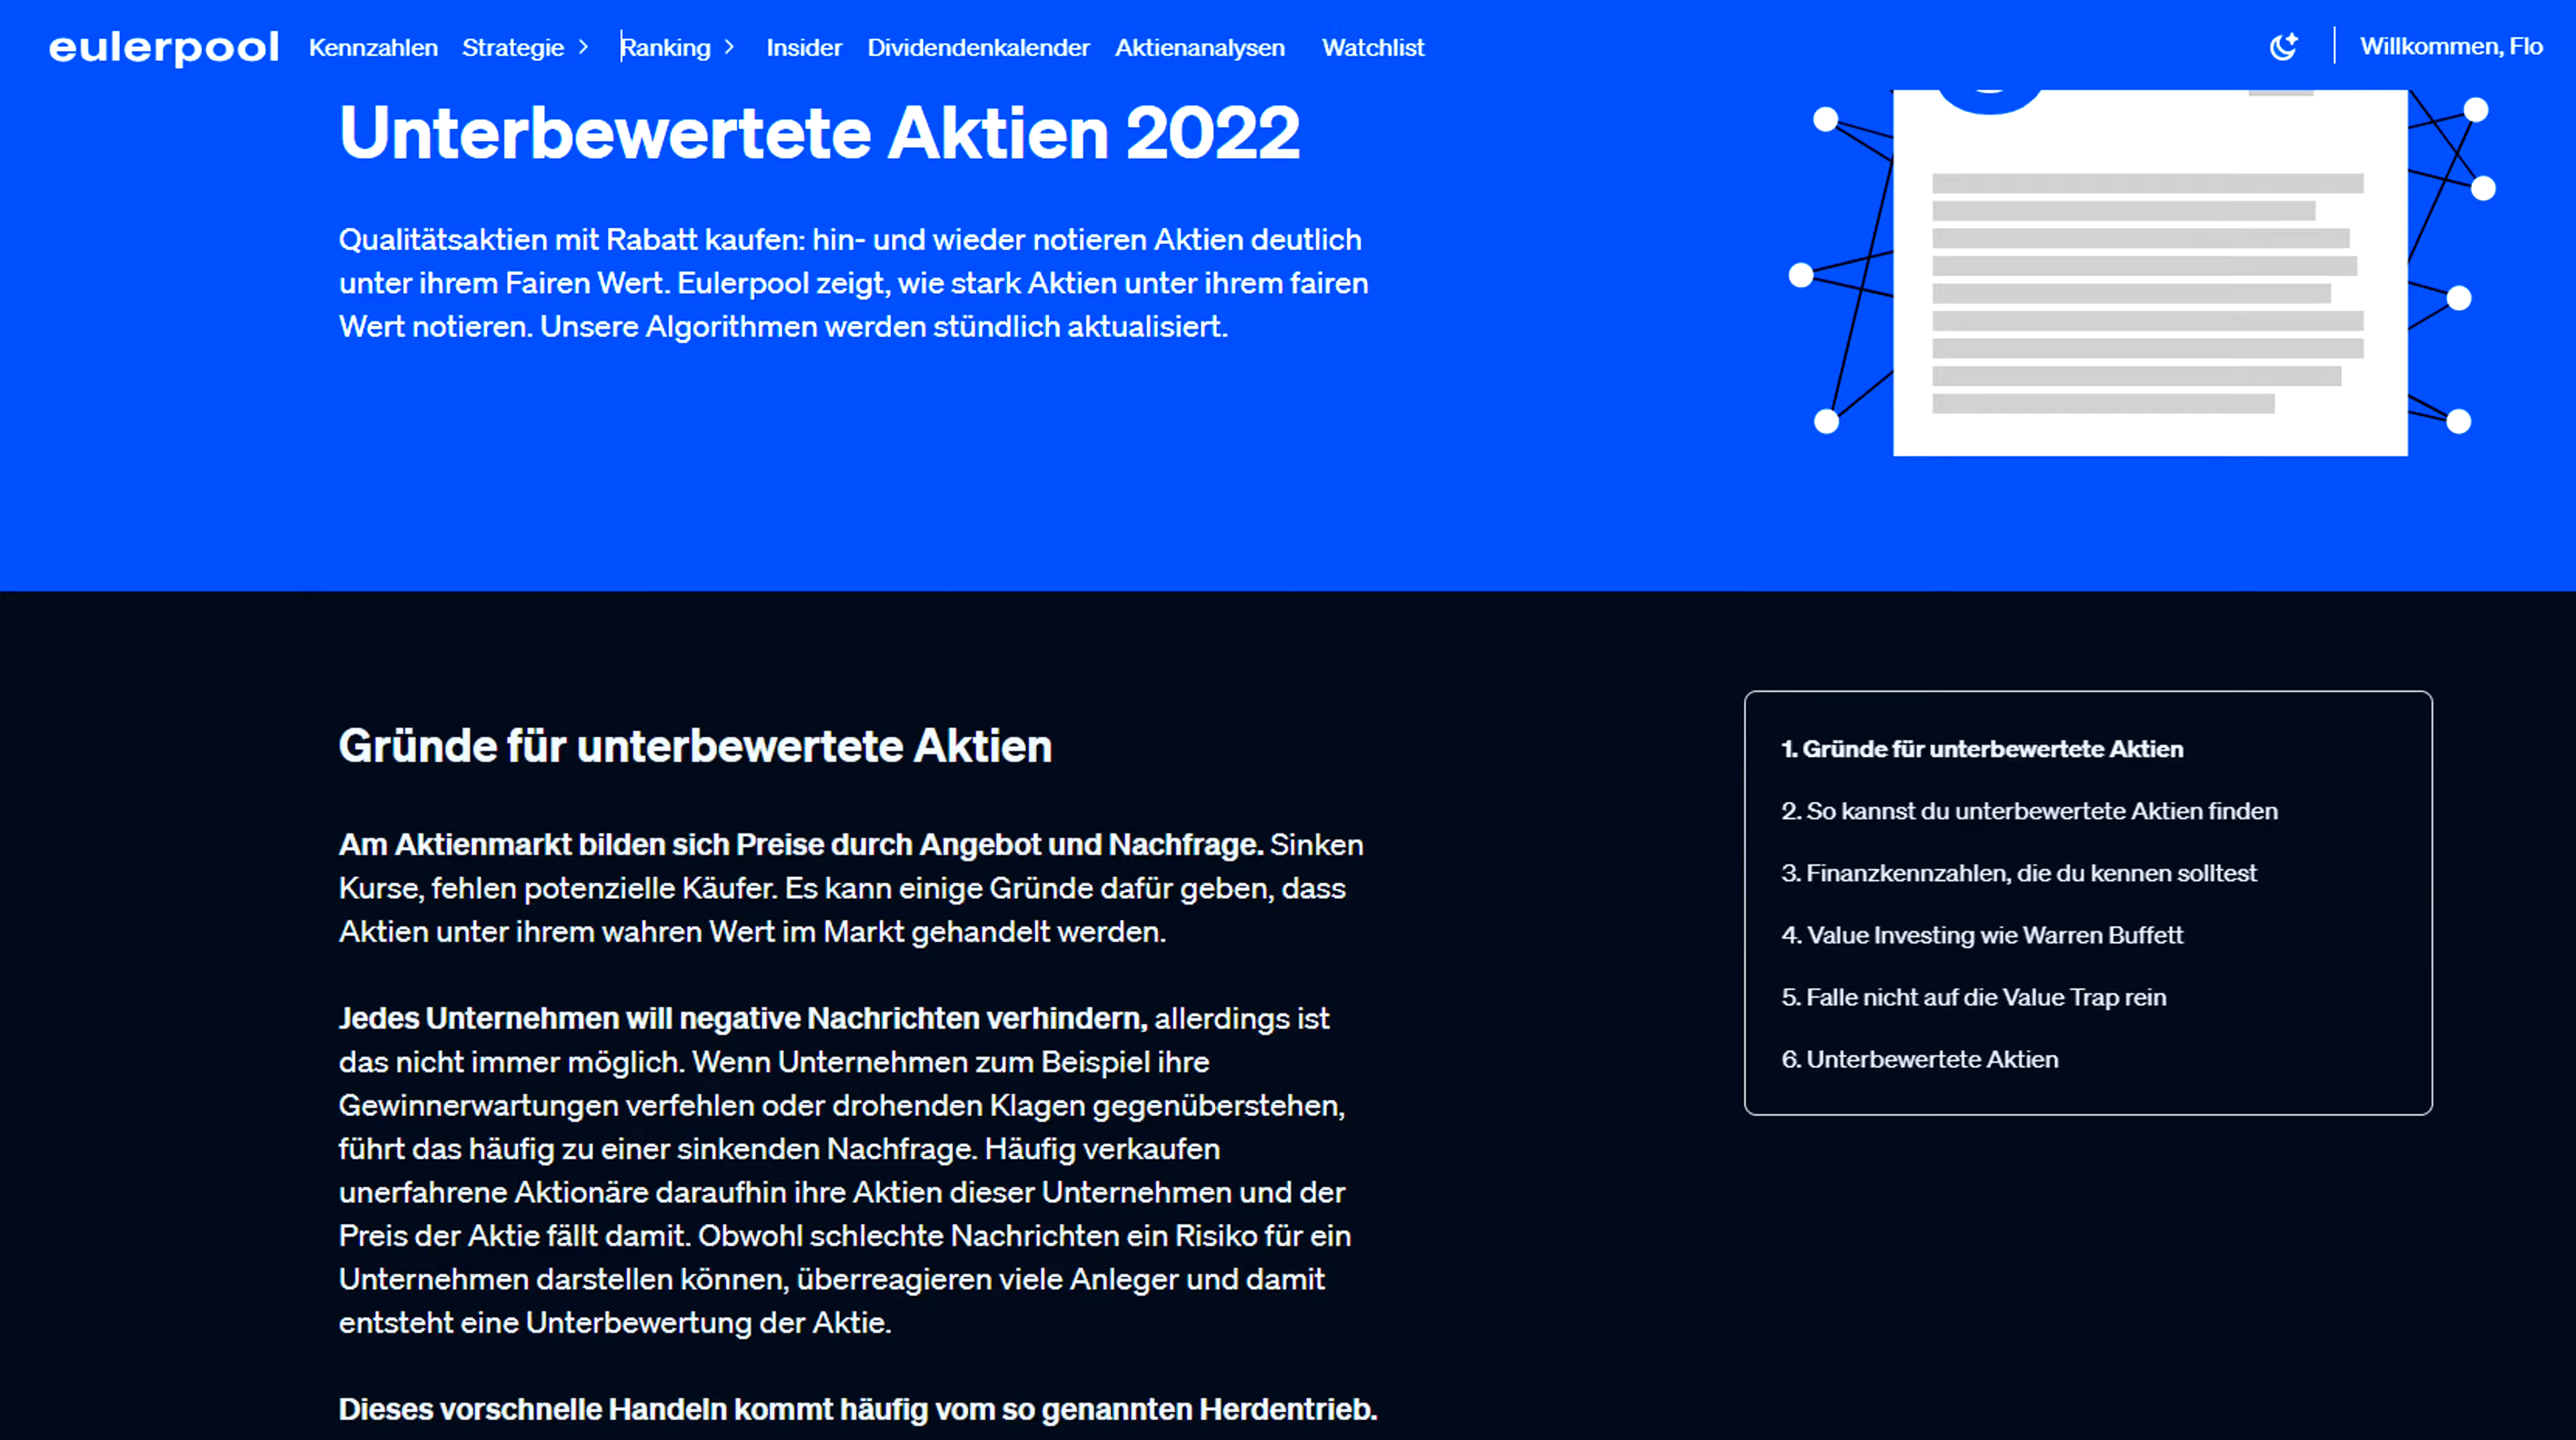 eulerpool Kennzahlen Strategie Ranking Insider Dividendenkalender Aktienanalysen Watchlist Willkommen, Flo
Unterbewertete Aktien 2022
Qualitätsaktien mit Rabatt kaufen: hin- und wieder notieren Aktien deutlich
unter ihrem Fairen Wert. Eulerpool zeigt, wie stark Aktien unter ihrem fairen
Wert notieren. Unsere Algorithmen werden stündlich aktualisiert.
Gründe für unterbewertete Aktien
Am Aktienmarkt bilden sich Preise durch Angebot und Nachfrage. Sinken
Kurse, fehlen potenzielle Käufer. Es kann einige Gründe dafür geben, dass
Aktien unter ihrem wahren Wert im Markt gehandelt werden.
Jedes Unternehmen will negative Nachrichten verhindern, allerdings ist
das nicht immer möglich. Wenn Unternehmen zum Beispiel ihre
Gewinnerwartungen verfehlen oder drohenden Klagen gegenüberstehen,
führt das häufig zu einer sinkenden Nachfrage. Häufig verkaufen
unerfahrene Aktionäre daraufhin ihre Aktien dieser Unternehmen und der
Preis der Aktie fällt damit. Obwohl schlechte Nachrichten ein Risiko für ein
Unternehmen darstellen können, überreagieren viele Anleger und damit
entsteht eine Unterbewertung der Aktie.
Dieses vorschnelle Handeln kommt häufig vom so genannten Herdentrieb.
1. Gründe für unterbewertete Aktien
2. So kannst du unterbewertete Aktien finden
3. Finanzkennzahlen, die du kennen solltest
4. Value Investing wie Warren Buffett
5. Falle nicht auf die Value Trap rein
6. Unterbewertete Aktien